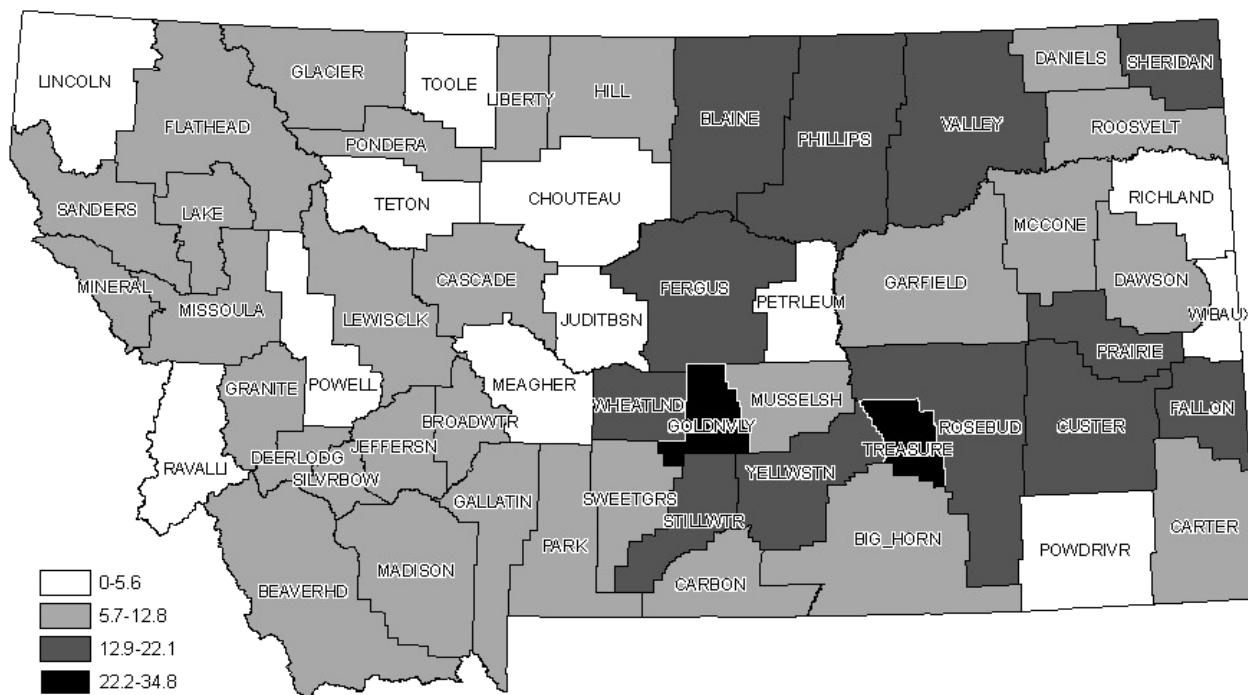 LINCOLN
GLACIER
TOOLE
LIBERTY
HILL
BLAINE
PHILLIPS
VALLEY
DANIELS
SHERIDAN
FLATHEAD
PONDERA
ROOSVELT
SANDERS
LAKE
TETON
CHOUTEAU
MCCONE
RICHLAND
MINERAL
MISSOULA
LEWISCLK
CASCADE
JUDITBSN
FERGUS
PETRLEUM
GARFIELD
DAWSON
WIBAUX
PRAIRIE
GRANITE
POWELL
MEAGHER
BROADWTR
WHEATLND
GOLDNVLY
MUSSELSH
TREASURE
ROSEBUD
CUSTER
FALLON
RAVALLI
DEERLODG
SILVRBOW
JEFFERSN
GALLATIN
PARK
SWEETGRS
STILLWTR
YELLWSTN
BIG_HORN
POWDRIVR
CARTER
BEAVERHD
MADISON
CARBON
0-5.6
5.7-12.8
12.9-22.1
22.2-34.8